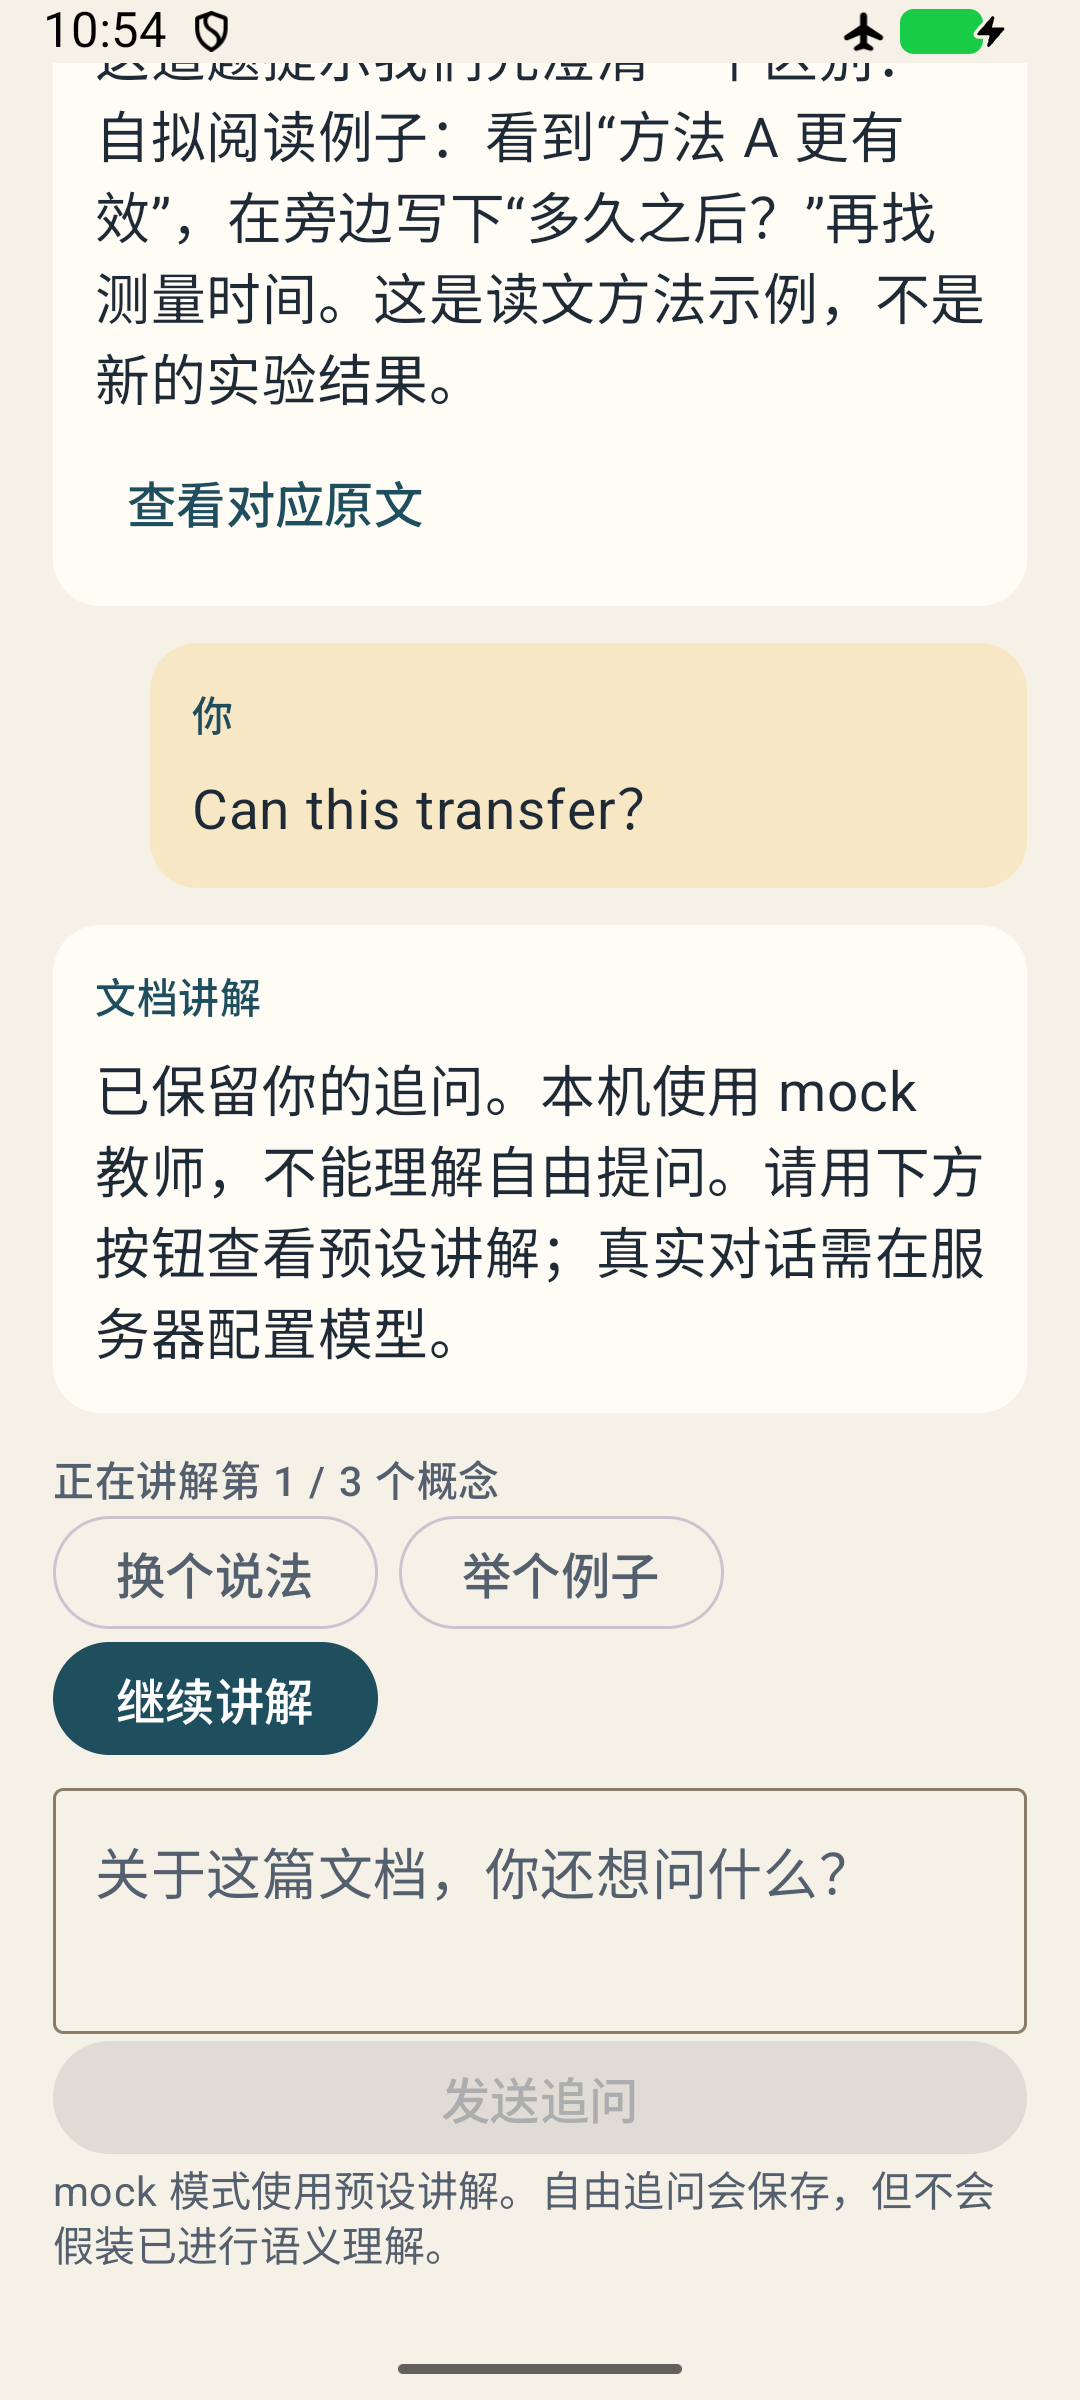 10:54
自拟阅读例子：看到“方法 A 更有
效”，在旁边写下“多久之后？”再找
测量时间。这是读文方法示例，不是
新的实验结果。
查看对应原文
你
Can this transfer?
文档讲解
已保留你的追问。本机使用 mock
教师，不能理解自由提问。请用下方
按钮查看预设讲解；真实对话需在服
务器配置模型。
正在讲解第 1 / 3 个概念
换个说法
举个例子
继续讲解
关于这篇文档，你还想问什么？
发送追问
mock 模式使用预设讲解。自由追问会保存，但不会
假装已进行语义理解。